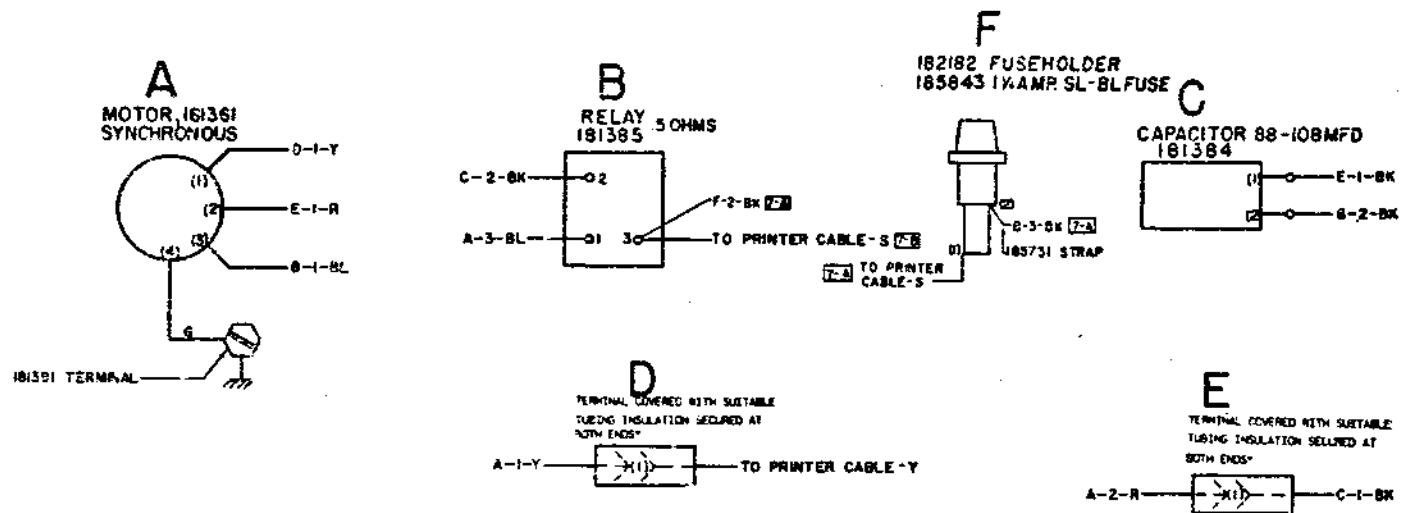 A
MOTOR, 161361
SYNCHRONOUS
(1)
D-1-Y
(2)
E-1-R
(3)
B-1-BL
(4)
G
181391 TERMINAL
B
RELAY .5 OHMS
181385
C-2-BK
2
F-2-BK 7-A
A-3-BL
1
3
TO PRINTER CABLE-S 7-B
F
182182 FUSEHOLDER
185843 1¼AMP. SL-BL FUSE
(2)
B-3-BK 7-A
185731 STRAP
(1)
7-A TO PRINTER
CABLE-S
C
CAPACITOR 88-108MFD
181384
(1)
E-1-BK
(2)
B-2-BK
D
TERMINAL COVERED WITH SUITABLE
TUBING INSULATION SECURED AT
BOTH ENDS"
A-1-Y
(1)
TO PRINTER CABLE-Y
E
TERMINAL COVERED WITH SUITABLE
TUBING INSULATION SECURED AT
BOTH ENDS"
A-2-R
(1)
C-1-BK